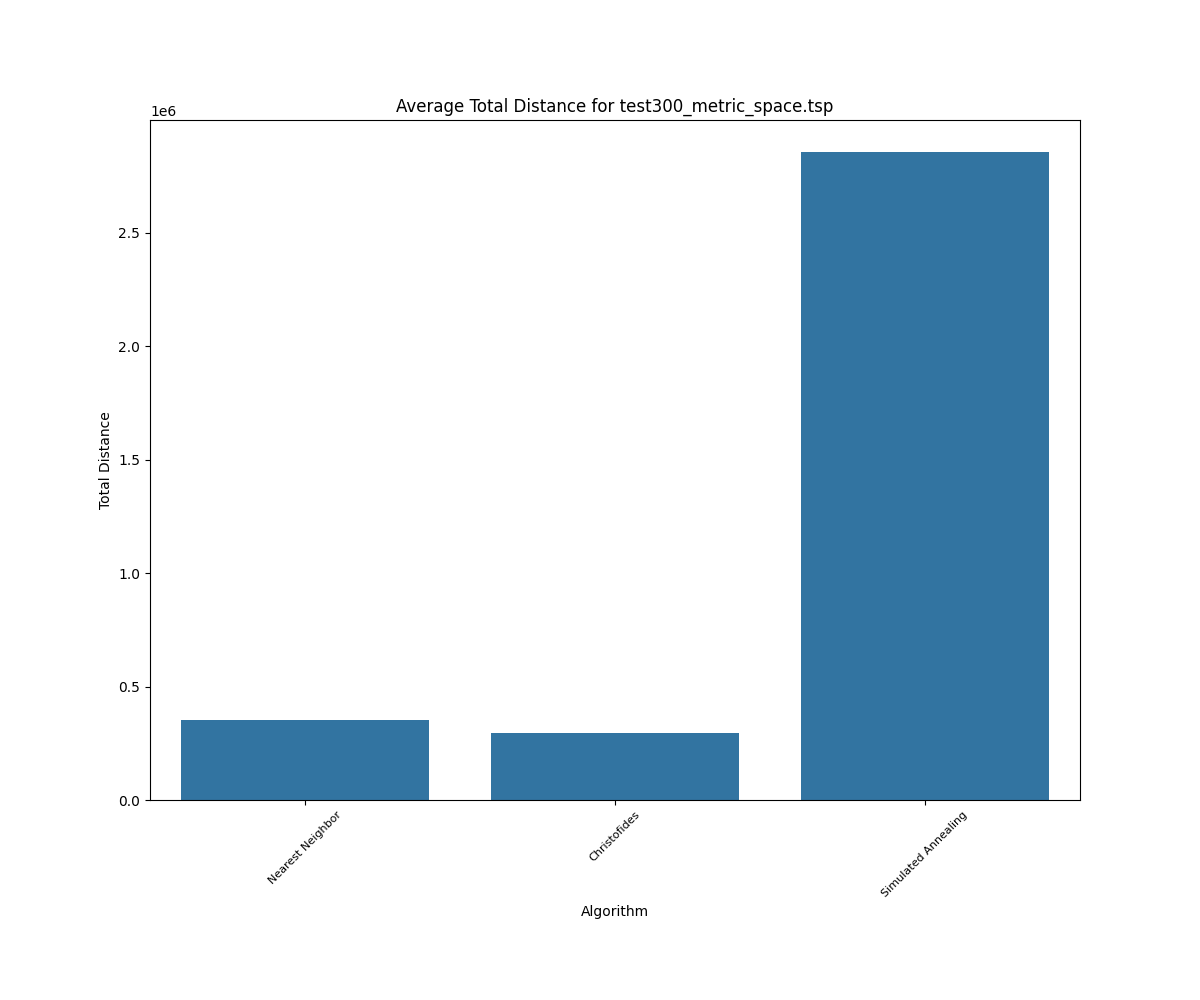 Average Total Distance for test300_metric_space.tsp
1e6
2.5
2.0
1.5
1.0
0.5
0.0
Total Distance
Nearest Neighbor
Christofides
Simulated Annealing
Algorithm